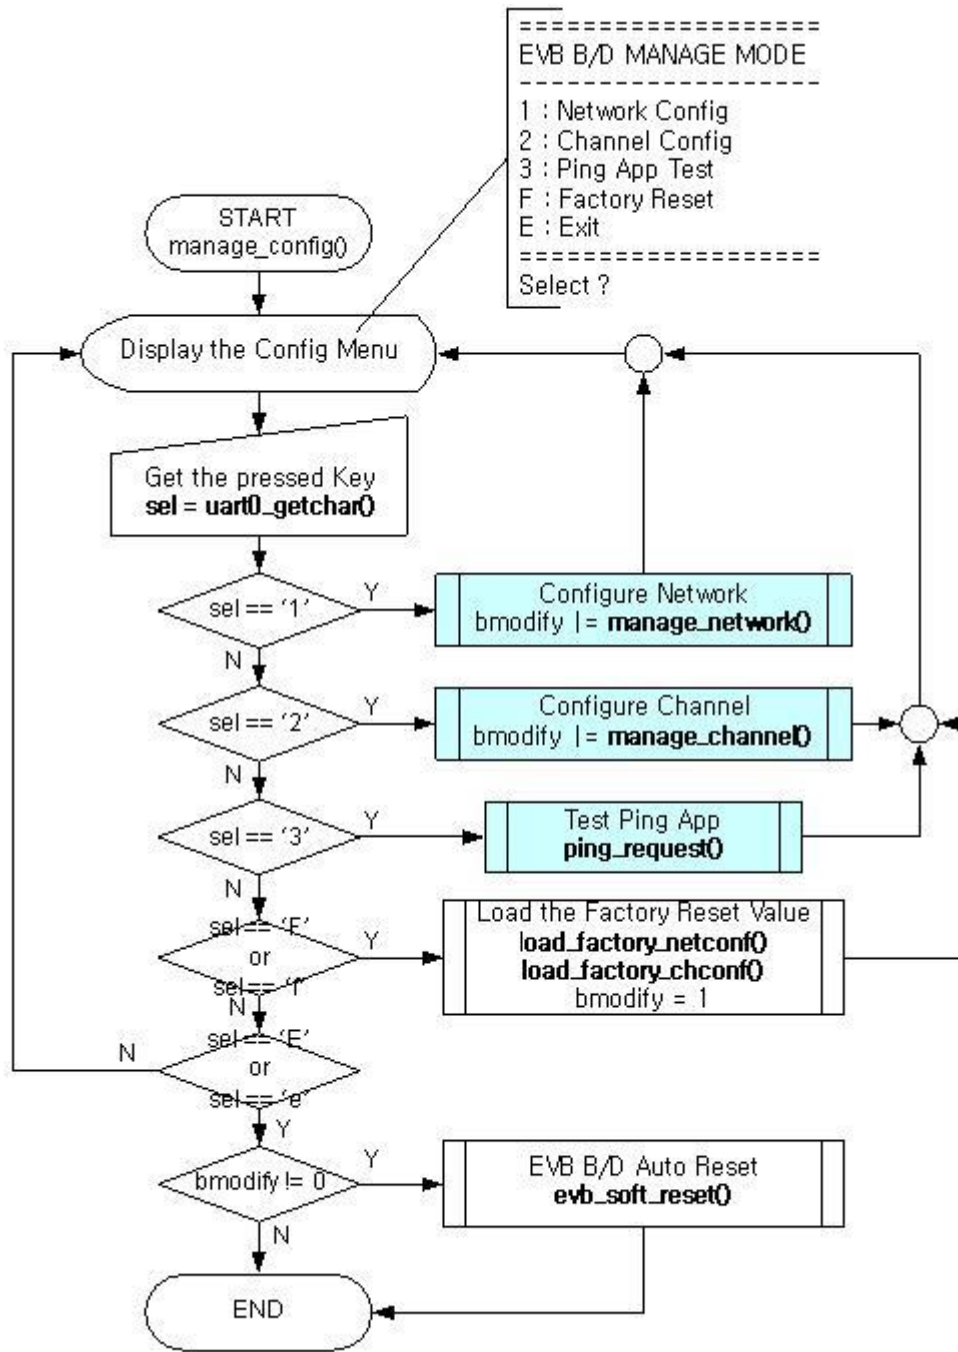 ====================
EVB B/D MANAGE MODE
--------------------
1 : Network Config
2 : Channel Config
3 : Ping App Test
F : Factory Reset
E : Exit
====================
Select ?
START
manage_config()
Display the Config Menu
Get the pressed Key
sel = uart0_getchar()
sel == '1'
Y
N
Configure Network
bmodify |= manage_network()
sel == '2'
Y
N
Configure Channel
bmodify |= manage_channel()
sel == '3'
Y
N
Test Ping App
ping_request()
sel == 'F'
or
sel == 'f'
Y
N
Load the Factory Reset Value
load_factory_netconf()
load_factory_chconf()
bmodify = 1
sel == 'E'
or
sel == 'e'
N
Y
bmodify != 0
Y
N
EVB B/D Auto Reset
evb_soft_reset()
END